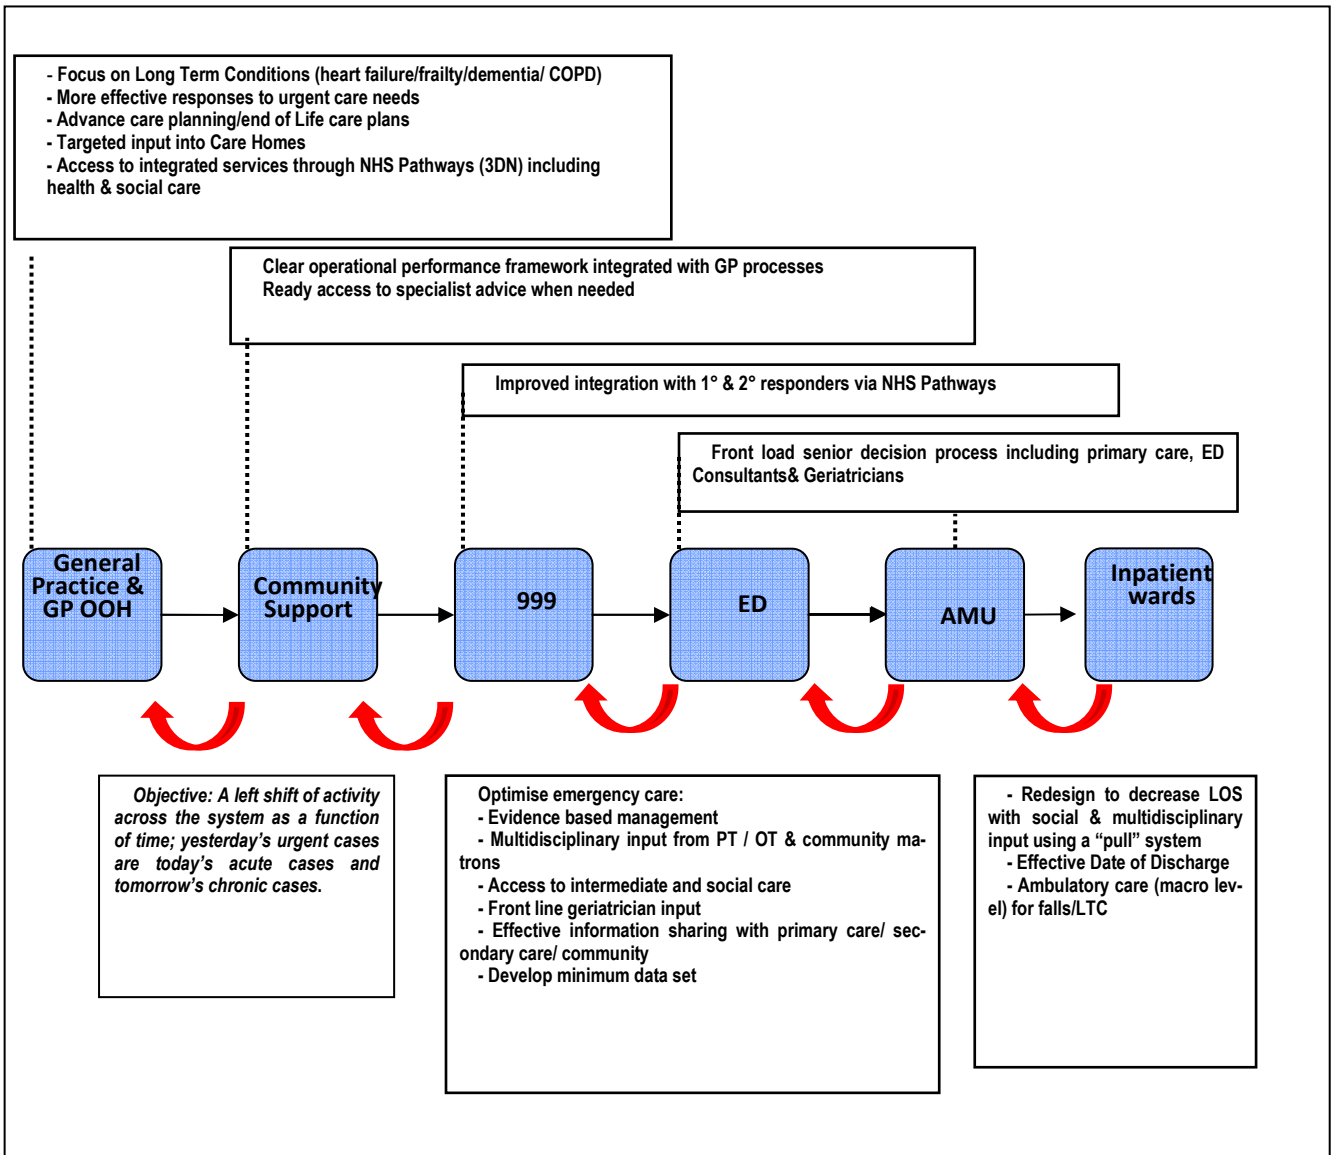 - Focus on Long Term Conditions (heart failure/frailty/dementia/ COPD)
- More effective responses to urgent care needs
- Advance care planning/end of Life care plans
- Targeted input into Care Homes
- Access to integrated services through NHS Pathways (3DN) including
health & social care
Clear operational performance framework integrated with GP processes
Ready access to specialist advice when needed
Improved integration with 1° & 2° responders via NHS Pathways
Front load senior decision process including primary care, ED
Consultants& Geriatricians
General
Practice &
GP OOH
Community
Support
999
ED
AMU
Inpatient
wards
Objective: A left shift of activity
across the system as a function
of time; yesterday's urgent cases
are today's acute cases and
tomorrow's chronic cases.
Optimise emergency care:
- Evidence based management
- Multidisciplinary input from PT / OT & community ma-
trons
- Access to intermediate and social care
- Front line geriatrician input
- Effective information sharing with primary care/ sec-
ondary care/ community
- Develop minimum data set
- Redesign to decrease LOS
with social & multidisciplinary
input using a “pull” system
- Effective Date of Discharge
- Ambulatory care (macro lev-
el) for falls/LTC